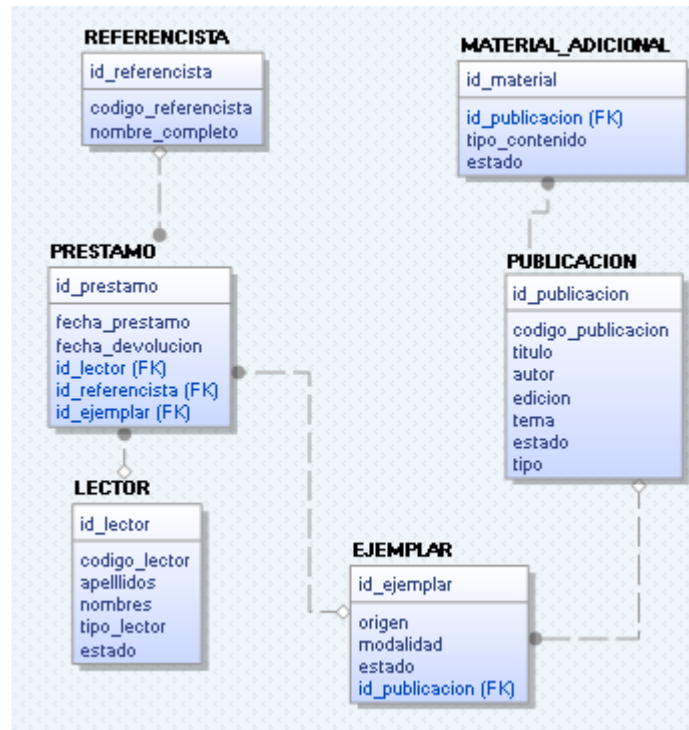 REFERENCISTA
id_referencista
codigo_referencista
nombre_completo
MATERIAL_ADICIONAL
id_material
id_publicacion (FK)
tipo_contenido
estado
PRESTAMO
id_prestamo
fecha_prestamo
fecha_devolucion
id_lector (FK)
id_referencista (FK)
id_ejemplar (FK)
PUBLICACION
id_publicacion
codigo_publicacion
titulo
autor
edicion
tema
estado
tipo
LECTOR
id_lector
codigo_lector
apelllidos
nombres
tipo_lector
estado
EJEMPLAR
id_ejemplar
origen
modalidad
estado
id_publicacion (FK)